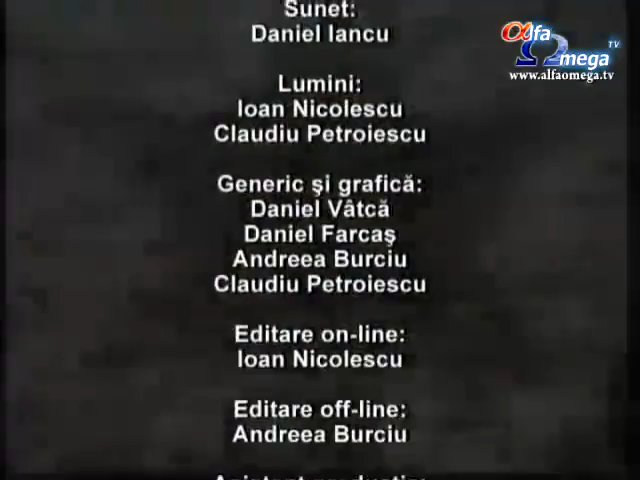 Sunet:
Daniel Iancu
alfa
Omega
TV
www.alfaomega.tv
Lumini:
Ioan Nicolescu
Claudiu Petroiescu
Generic şi grafică:
Daniel Vâtcă
Daniel Farcaş
Andreea Burciu
Claudiu Petroiescu
Editare on-line:
Ioan Nicolescu
Editare off-line:
Andreea Burciu